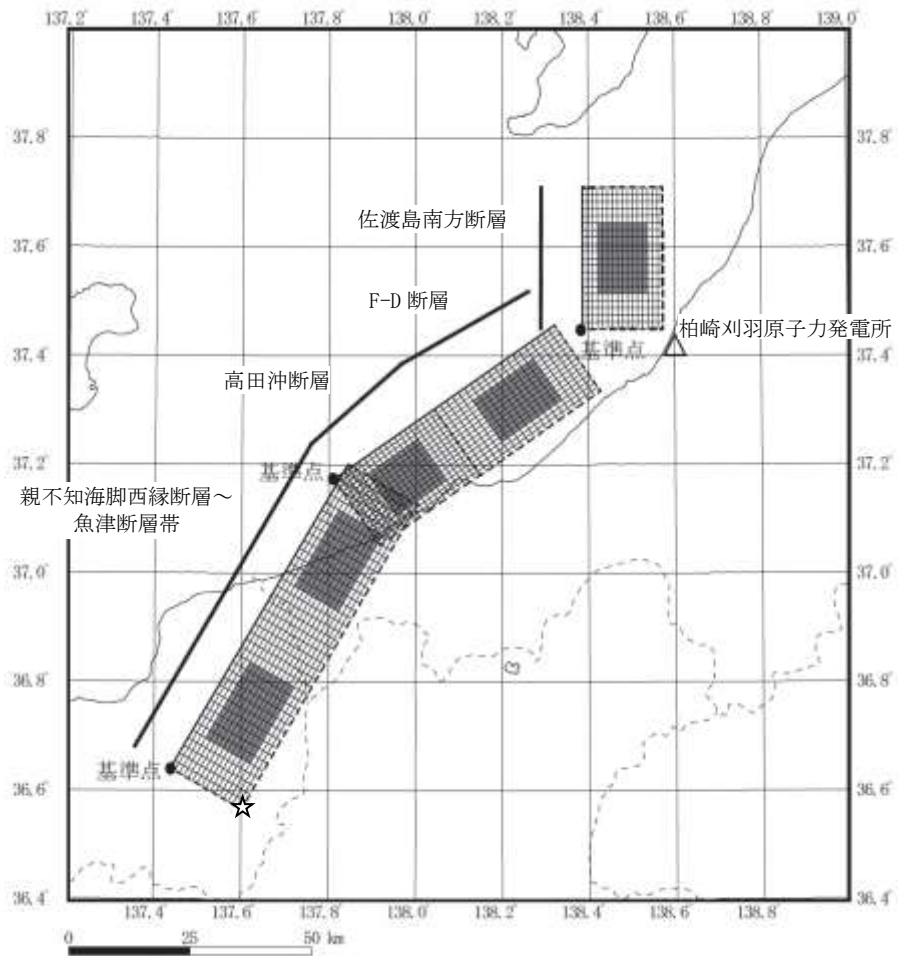 137.2° 137.4° 137.6° 137.8° 138.0° 138.2° 138.4° 138.6° 138.8° 139.0°
37.8° 37.8°
佐渡島南方断層
37.6° 37.6°
F-D 断層
柏崎刈羽原子力発電所
37.4° 基準点 37.4°
高田沖断層
37.2° 基準点 37.2°
親不知海脚西縁断層~
魚津断層帯
37.0° 37.0°
36.8° 36.8°
基準点
36.6° 36.6°
36.4° 36.4°
137.4° 137.6° 137.8° 138.0° 138.2° 138.4° 138.6° 138.8°
0 25 50 km